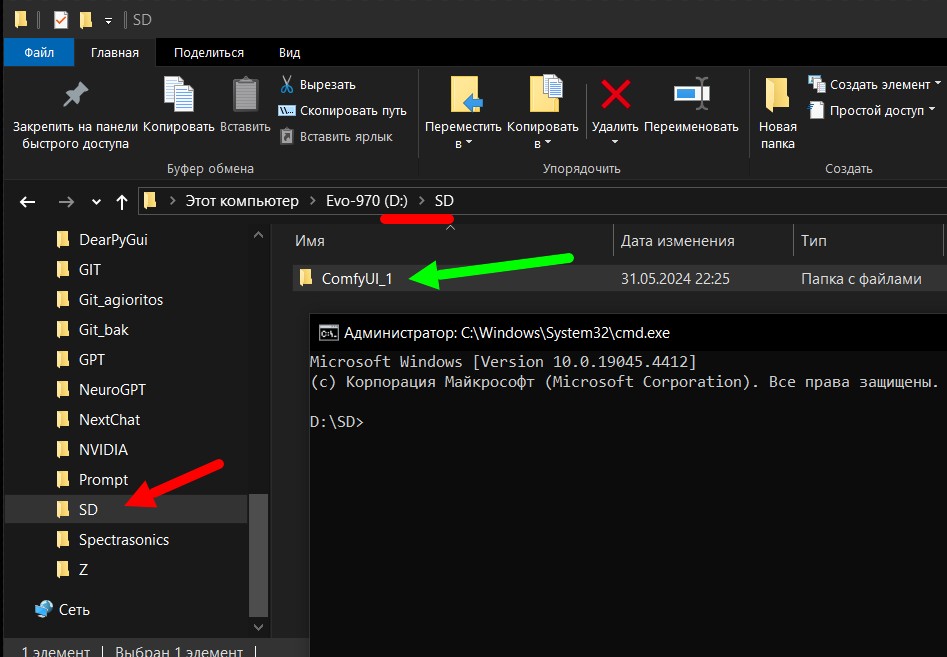 SD
Файл Главная Поделиться Вид
Закрепить на панели быстрого доступа
Копировать
Вставить
Вырезать
Скопировать путь
Вставить ярлык
Буфер обмена
Переместить в
Копировать в
Удалить
Переименовать
Упорядочить
Новая папка
Создать элемент
Простой доступ
Создать
Этот компьютер > Evo-970 (D:) > SD
DearPyGui
GIT
Git_agioritos
Git_bak
GPT
NeuroGPT
NextChat
NVIDIA
Prompt
SD
Spectrasonics
Z
Сеть
Имя Дата изменения Тип
ComfyUI_1 31.05.2024 22:25 Папка с файлами
Администратор: C:\Windows\System32\cmd.exe
Microsoft Windows [Version 10.0.19045.4412]
(c) Корпорация Майкрософт (Microsoft Corporation). Все права защищены.
D:\SD>
1 элемент Выбран 1 элемент